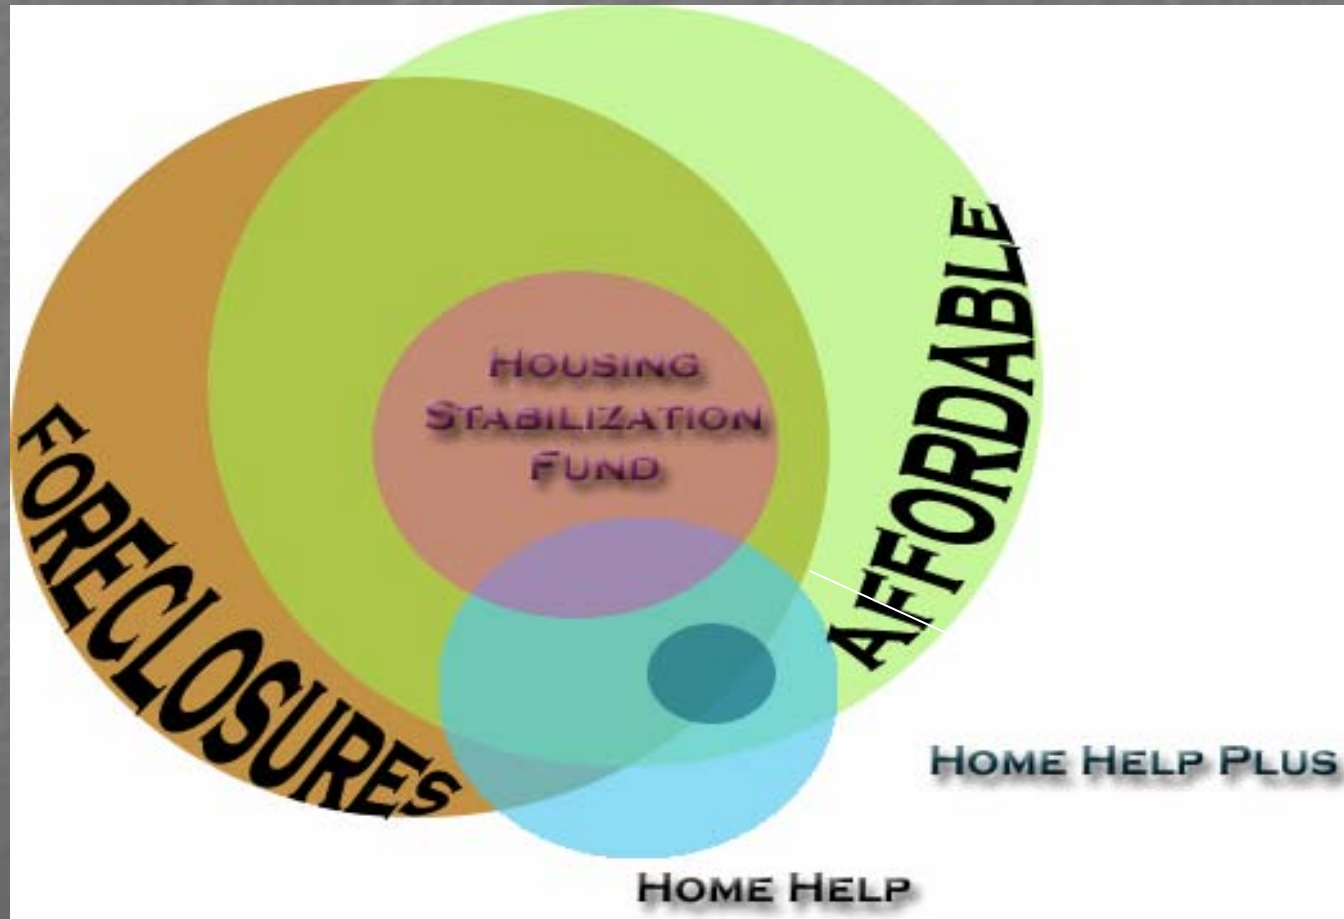 HOUSING
STABILIZATION
FUND
FORECLOSURES
AFFORDABLE
HOME HELP PLUS
HOME HELP